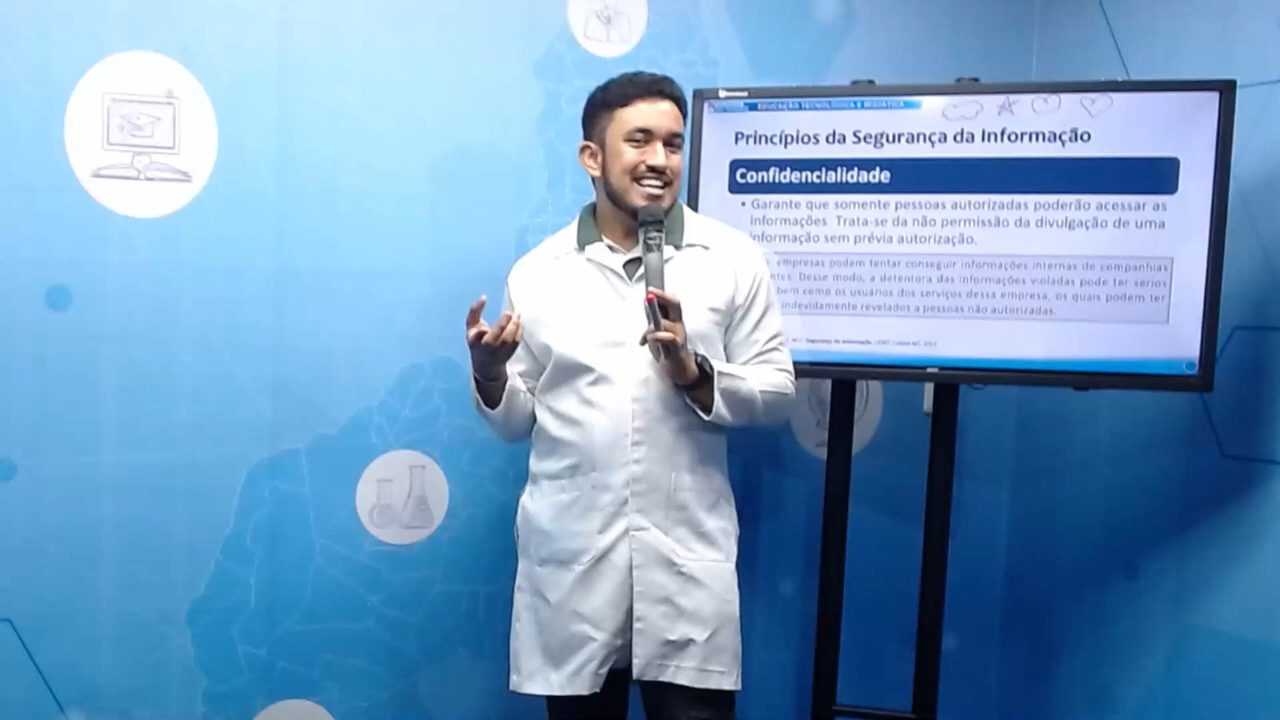 EDUCAÇÃO TECNOLÓGICA E MIDIÁTICA
Princípios da Segurança da Informação
Confidencialidade
• Garante que somente pessoas autorizadas poderão acessar as
informações. Trata-se da não permissão da divulgação de uma
informação sem prévia autorização.
empresas podem tentar conseguir informações internas de companhias
Desse modo, a detentora das informações violadas pode ter sérios
bem como os usuários dos serviços dessa empresa, os quais podem ter
indevidamente revelados a pessoas não autorizadas.
Segurança da Informação.